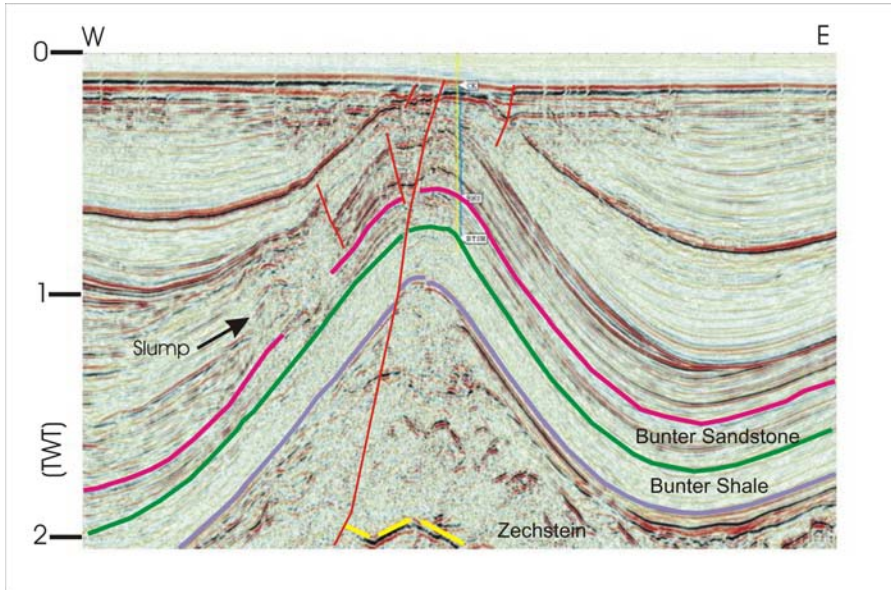 W
E
0
1
Slump
(TWT)
Bunter Sandstone
Bunter Shale
2
Zechstein